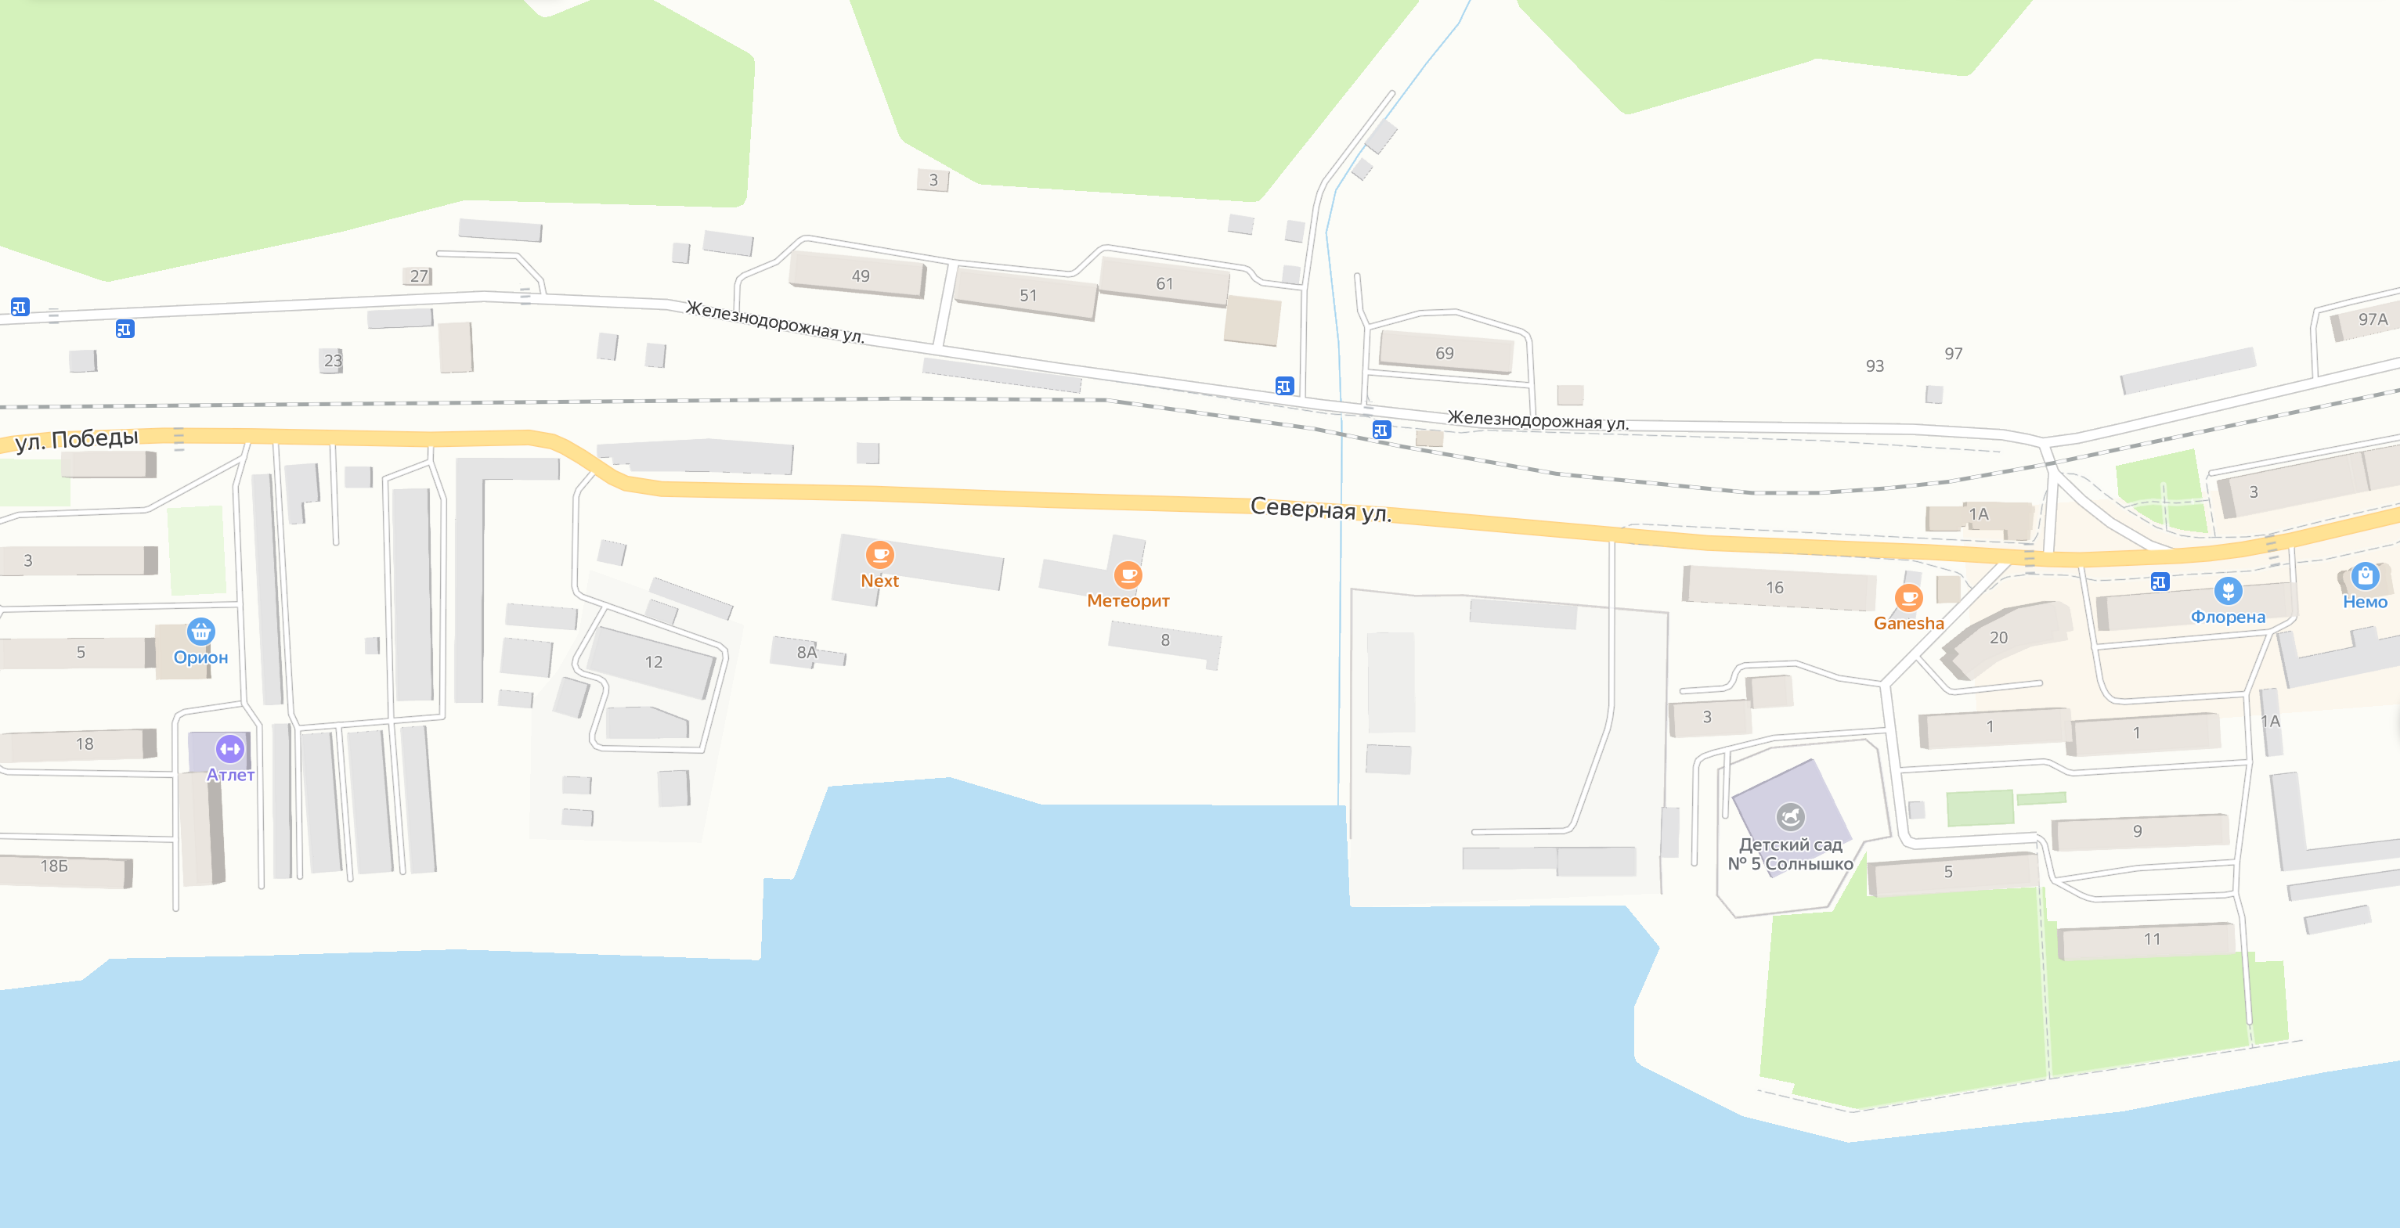 3
27
49
51
61
Железнодорожная ул.
23
69
93
97
97А
Железнодорожная ул.
ул. Победы
3
1А
Северная ул.
3
Next
Метеорит
16
Ganesha
Флорена
Немо
5
Орион
12
8А
8
20
3
1
1
1А
18
Атлет
Детский сад
№ 5 Солнышко
9
18Б
5
11